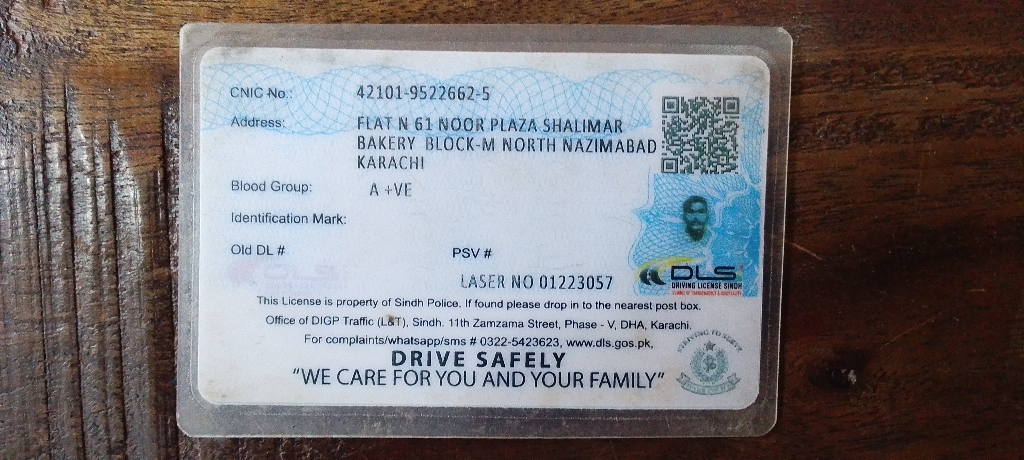 CNIC No.: 42101-9522662-5
Address: FLAT N 61 NOOR PLAZA SHALIMAR
BAKERY BLOCK-M NORTH NAZIMABAD
KARACHI
Blood Group: A +VE
Identification Mark:
Old DL # PSV #
LASER NO 01223057
DLS
DRIVING LICENSE SINDH
This License is property of Sindh Police. If found please drop in to the nearest post box.
Office of DIGP Traffic (L&T), Sindh. 11th Zamzama Street, Phase - V, DHA, Karachi.
For complaints/whatsapp/sms # 0322-5423623, www.dls.gos.pk,
DRIVE SAFELY
"WE CARE FOR YOU AND YOUR FAMILY"